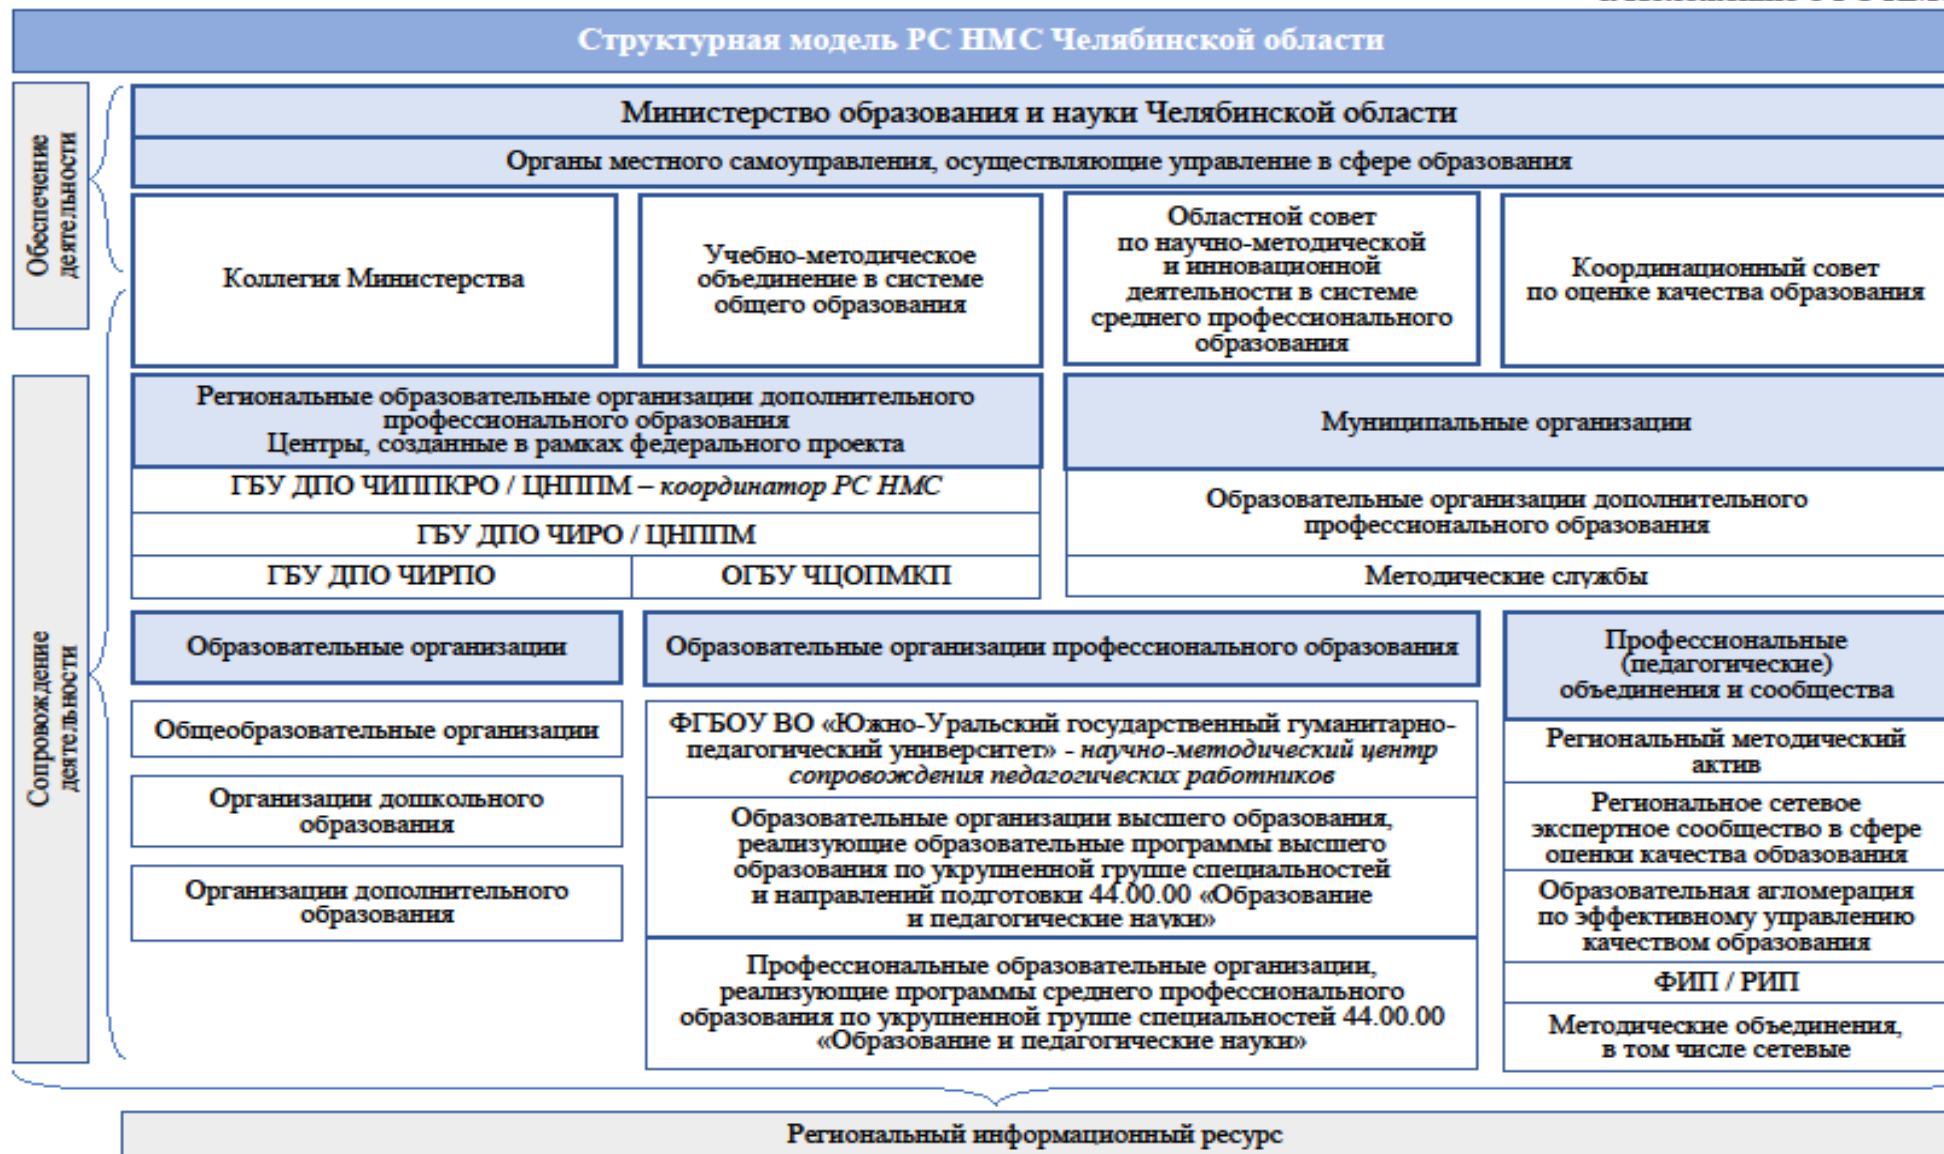 Структурная модель РС НМС Челябинской области
Обеспечение
деятельности
Министерство образования и науки Челябинской области
Органы местного самоуправления, осуществляющие управление в сфере образования
Коллегия Министерства
Учебно-методическое
объединение в системе
общего образования
Областной совет
по научно-методической
и инновационной
деятельности в системе
среднего профессионального
образования
Координационный совет
по оценке качества образования
Сопровождение
деятельности
Региональные образовательные организации дополнительного
профессионального образования
Центры, созданные в рамках федерального проекта
ГБУ ДПО ЧИППКРО / ЦНППМ – координатор РС НМС
ГБУ ДПО ЧИРО / ЦНППМ
ГБУ ДПО ЧИРПО
ОГБУ ЧЦОПМКП
Муниципальные организации
Образовательные организации дополнительного
профессионального образования
Методические службы
Образовательные организации
Общеобразовательные организации
Организации дошкольного
образования
Организации дополнительного
образования
Образовательные организации профессионального образования
ФГБОУ ВО «Южно-Уральский государственный гуманитарно-
педагогический университет» - научно-методический центр
сопровождения педагогических работников
Образовательные организации высшего образования,
реализующие образовательные программы высшего
образования по укрупненной группе специальностей
и направлений подготовки 44.00.00 «Образование
и педагогические науки»
Профессиональные образовательные организации,
реализующие программы среднего профессионального
образования по укрупненной группе специальностей 44.00.00
«Образование и педагогические науки»
Профессиональные
(педагогические)
объединения и сообщества
Региональный методический
актив
Региональное сетевое
экспертное сообщество в сфере
оценки качества образования
Образовательная агломерация
по эффективному управлению
качеством образования
ФИП / РИП
Методические объединения,
в том числе сетевые
Региональный информационный ресурс